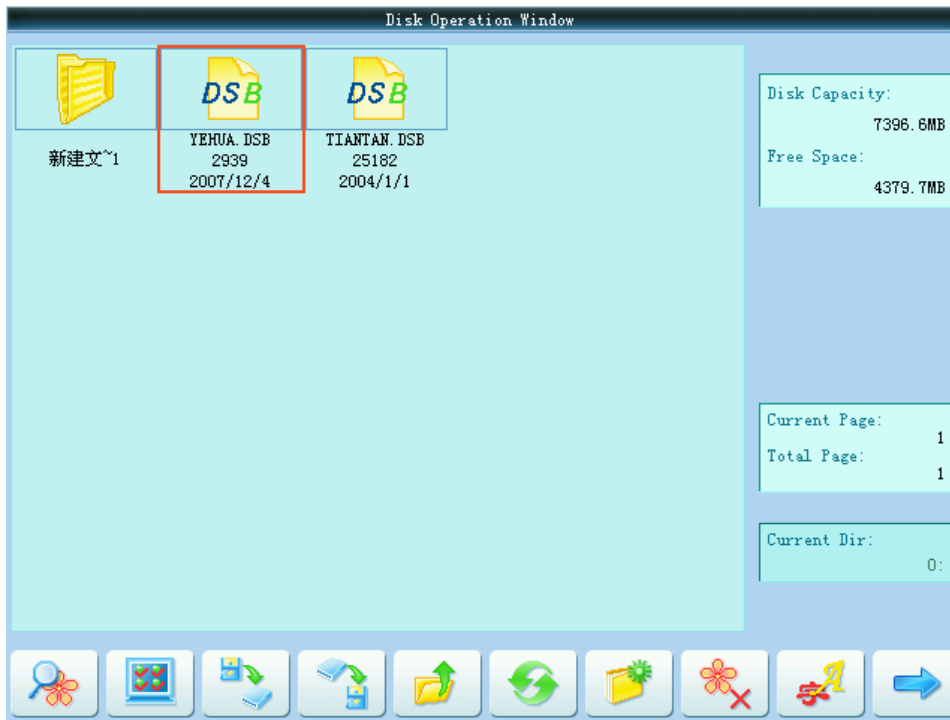 Disk Operation Window
DSB
DSB
新建文~1
YEHUA.DSB
2939
2007/12/4
TIANTAN.DSB
25182
2004/1/1
Disk Capacity:
7396.6MB
Free Space:
4379.7MB
Current Page:
1
Total Page:
1
Current Dir:
0:
字A